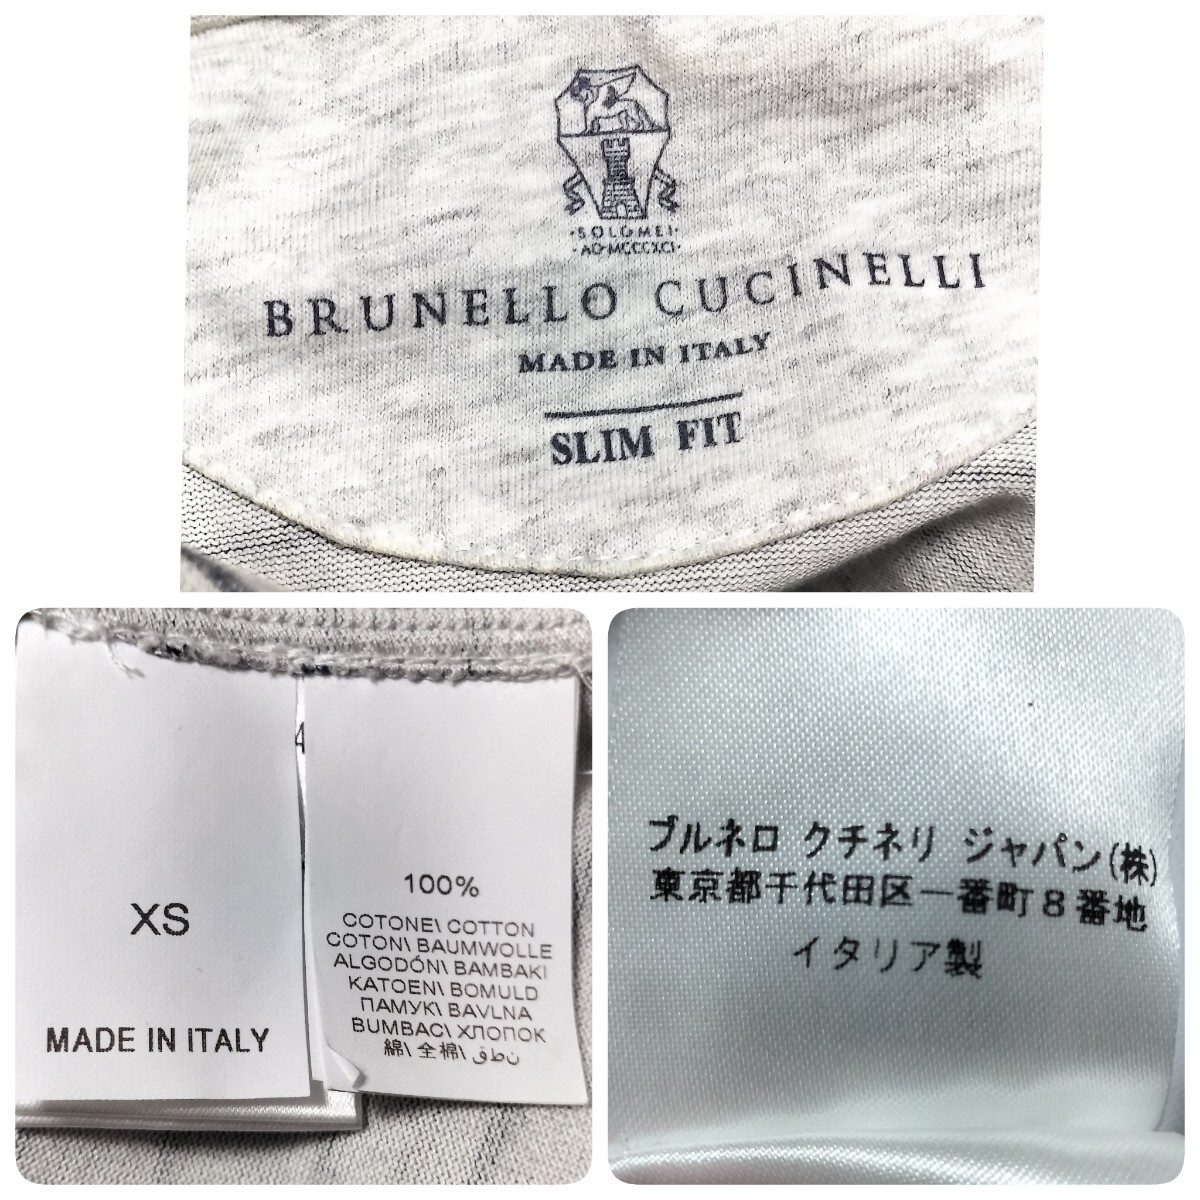 ·SOLOMEI·
·AD·MCCCXCI·
BRUNELLO CUCINELLI
MADE IN ITALY
SLIM FIT
XS
MADE IN ITALY
4
100%
COTONE\ COTTON
COTON\ BAUMWOLLE
ALGODÓN\ BAMBAKI
KATOEN\ BOMULD
ПАМУК\ BAVLNA
BUMBAC\ ХЛОПОК
綿\ 全棉\ نطق
ブルネロ クチネリ ジャパン(株)
東京都千代田区一番町8番地
イタリア製